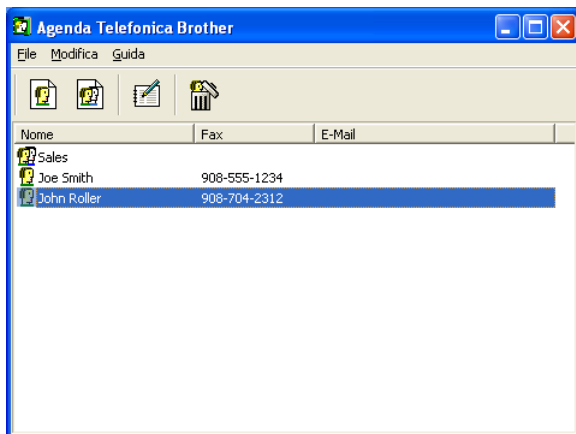 Agenda Telefonica Brother
File Modifica Guida
Nome Fax E-Mail
Sales
Joe Smith 908-555-1234
John Roller 908-704-2312